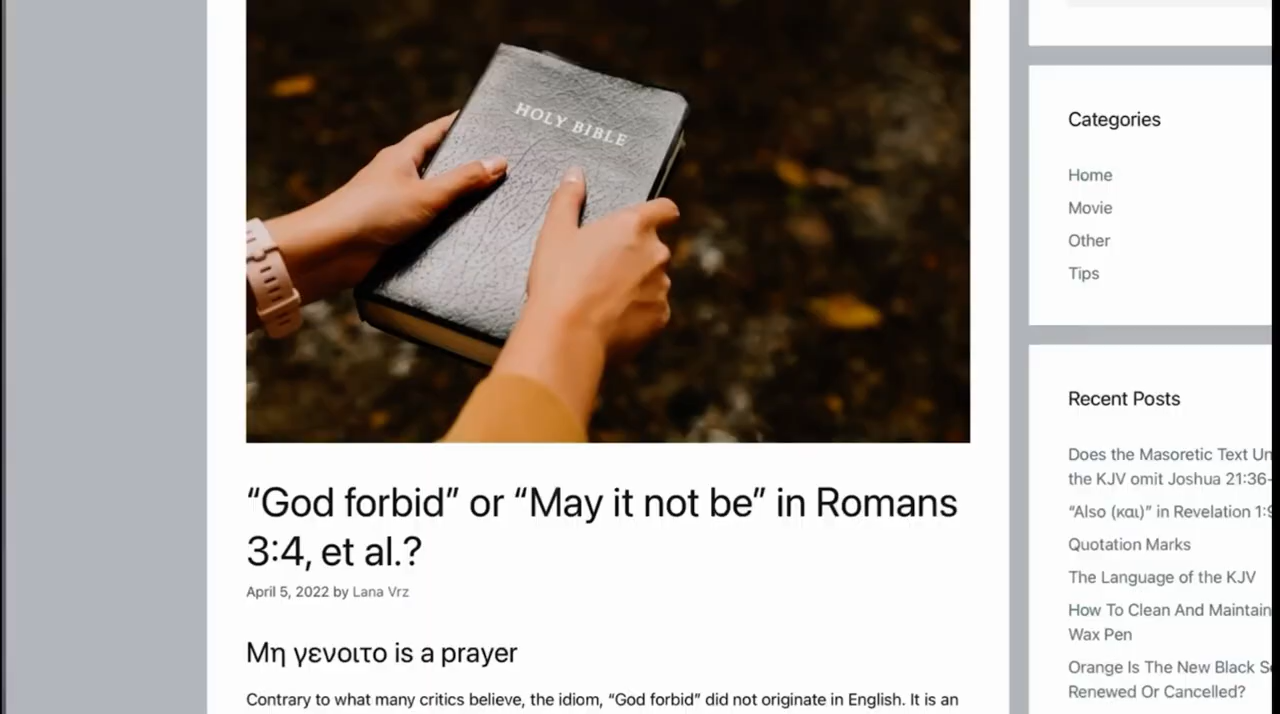 HOLY BIBLE
“God forbid” or “May it not be” in Romans
3:4, et al.?
April 5, 2022 by Lana Vrz
Μη γενοιτο is a prayer
Contrary to what many critics believe, the idiom, “God forbid” did not originate in English. It is an
Categories
Home
Movie
Other
Tips
Recent Posts
Does the Masoretic Text Un
the KJV omit Joshua 21:36-
“Also (και)” in Revelation 1:9
Quotation Marks
The Language of the KJV
How To Clean And Maintain
Wax Pen
Orange Is The New Black Se
Renewed Or Cancelled?